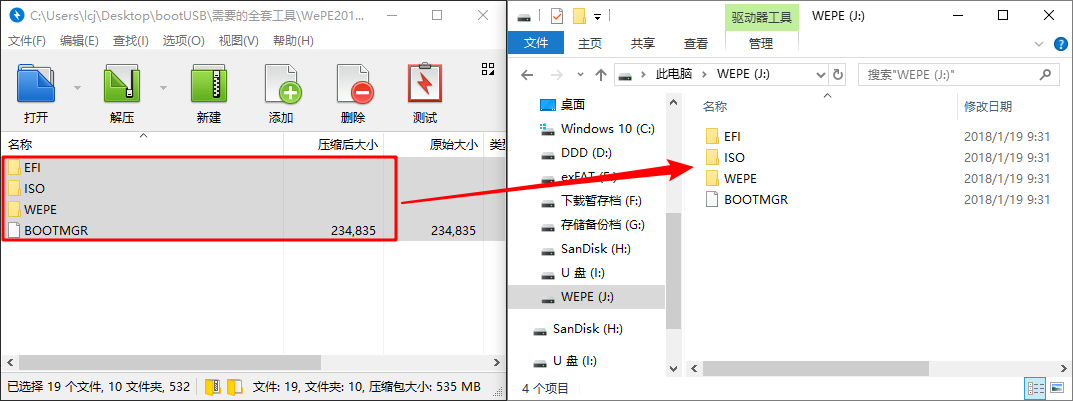 C:\Users\lcj\Desktop\bootUSB\需要的全套工具\WePE201...
文件(F) 编辑(E) 查找(I) 选项(O) 视图(V) 帮助(H)
打开 解压 新建 添加 删除 测试
名称 压缩后大小 原始大小 类型
EFI
ISO
WEPE
BOOTMGR 234,835 234,835
已选择 19 个文件, 10 文件夹, 532 文件: 19, 文件夹: 10, 压缩包大小: 535 MB
驱动器工具 WEPE (J:)
文件 主页 共享 查看 管理
此电脑 WEPE (J:) 搜索"WEPE (J:)"
桌面
Windows 10 (C:)
DDD (D:)
exFAT (E:)
下载暂存档 (F:)
存储备份档 (G:)
SanDisk (H:)
U 盘 (I:)
WEPE (J:)
SanDisk (H:)
U 盘 (I:)
名称 修改日期
EFI 2018/1/19 9:31
ISO 2018/1/19 9:31
WEPE 2018/1/19 9:31
BOOTMGR 2018/1/19 9:31
4 个项目